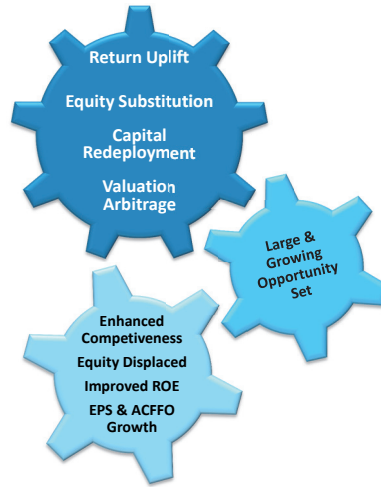 Return Uplift
Equity Substitution
Capital
Redeployment
Valuation
Arbitrage
Large &
Growing
Opportunity
Set
Enhanced
Competiveness
Equity Displaced
Improved ROE
EPS & ACFFO
Growth